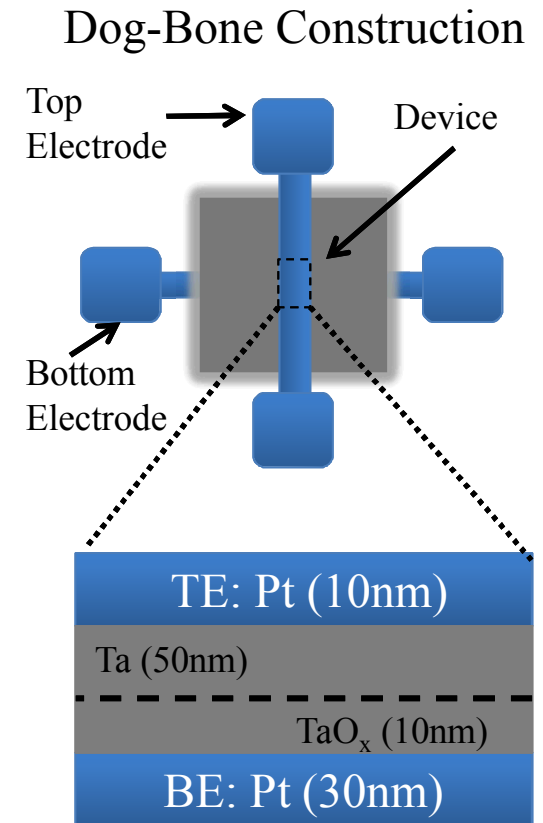 Dog-Bone Construction
Top
Electrode
Device
Bottom
Electrode
TE: Pt (10nm)
Ta (50nm)
TaOₓ (10nm)
BE: Pt (30nm)